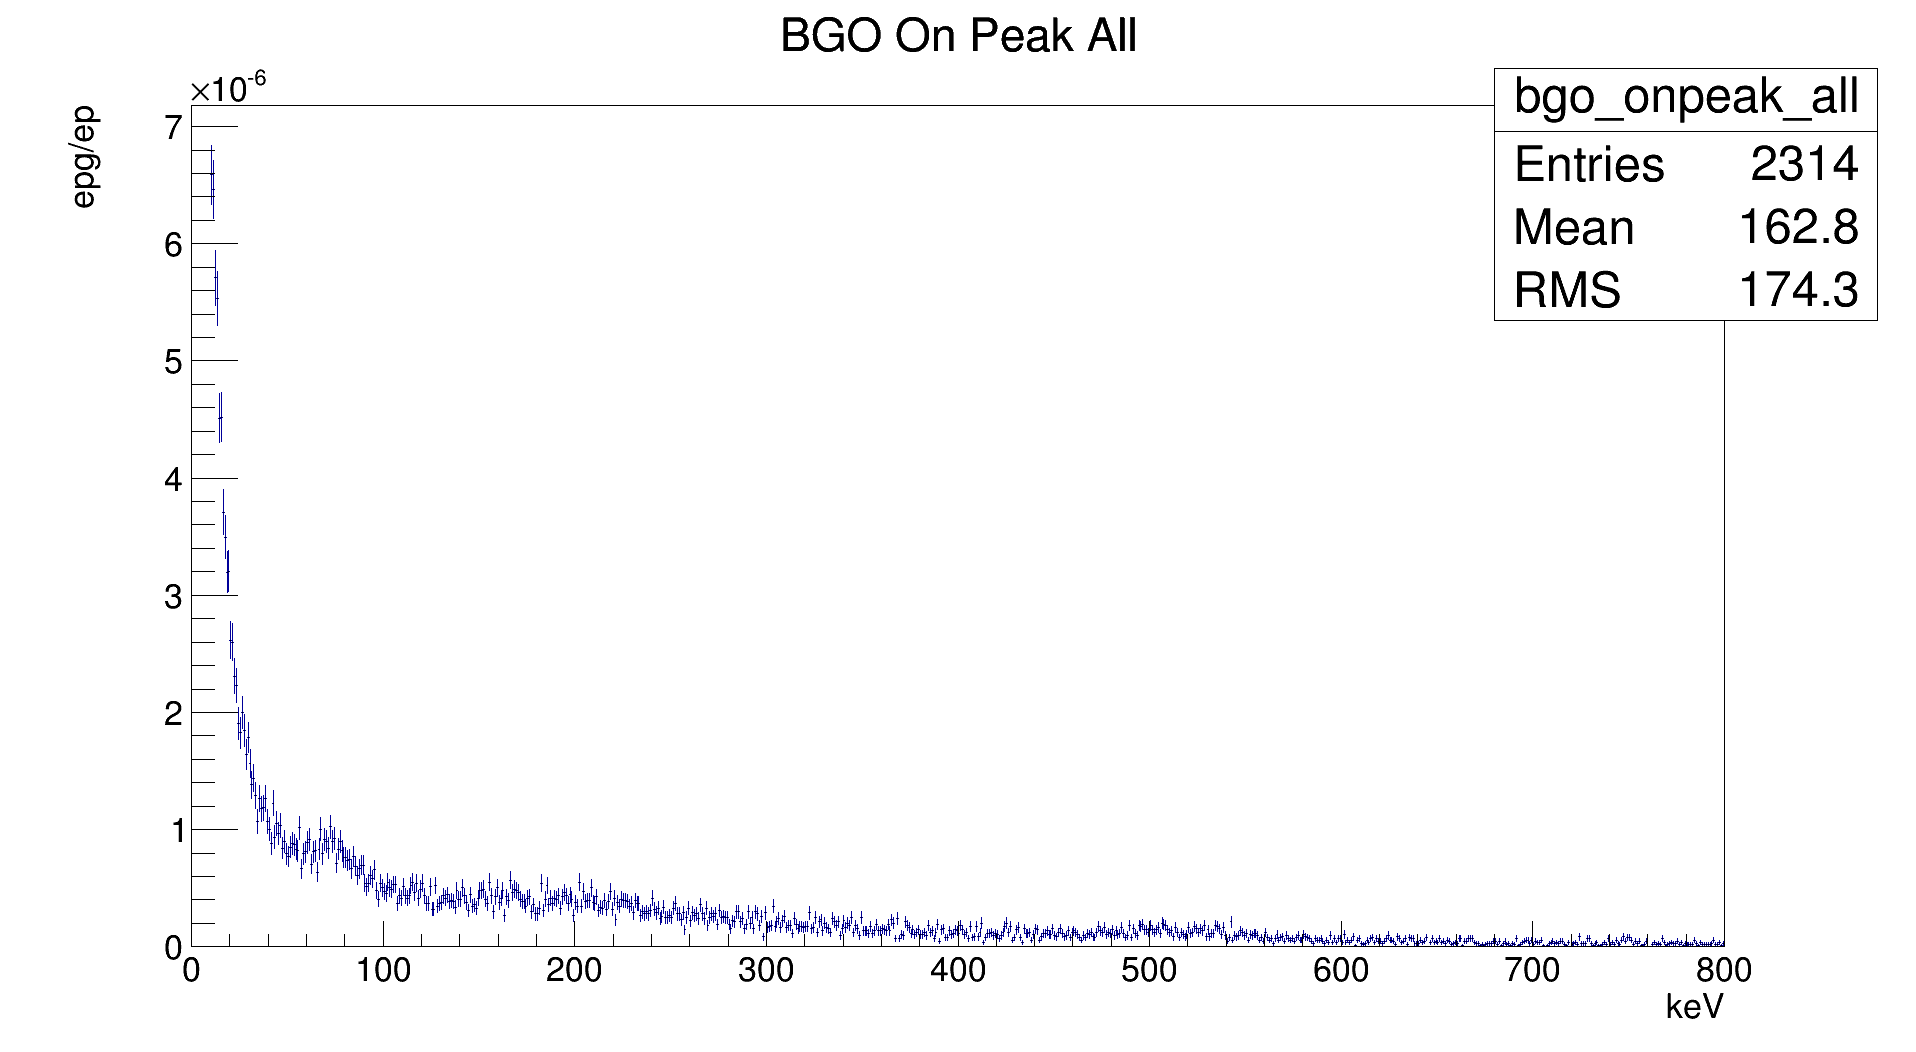 BGO On Peak All
×10-6
epg/ep
bgo_onpeak_all
Entries 2314
Mean 162.8
RMS 174.3
7
6
5
4
3
2
1
0
0 100 200 300 400 500 600 700 800
keV